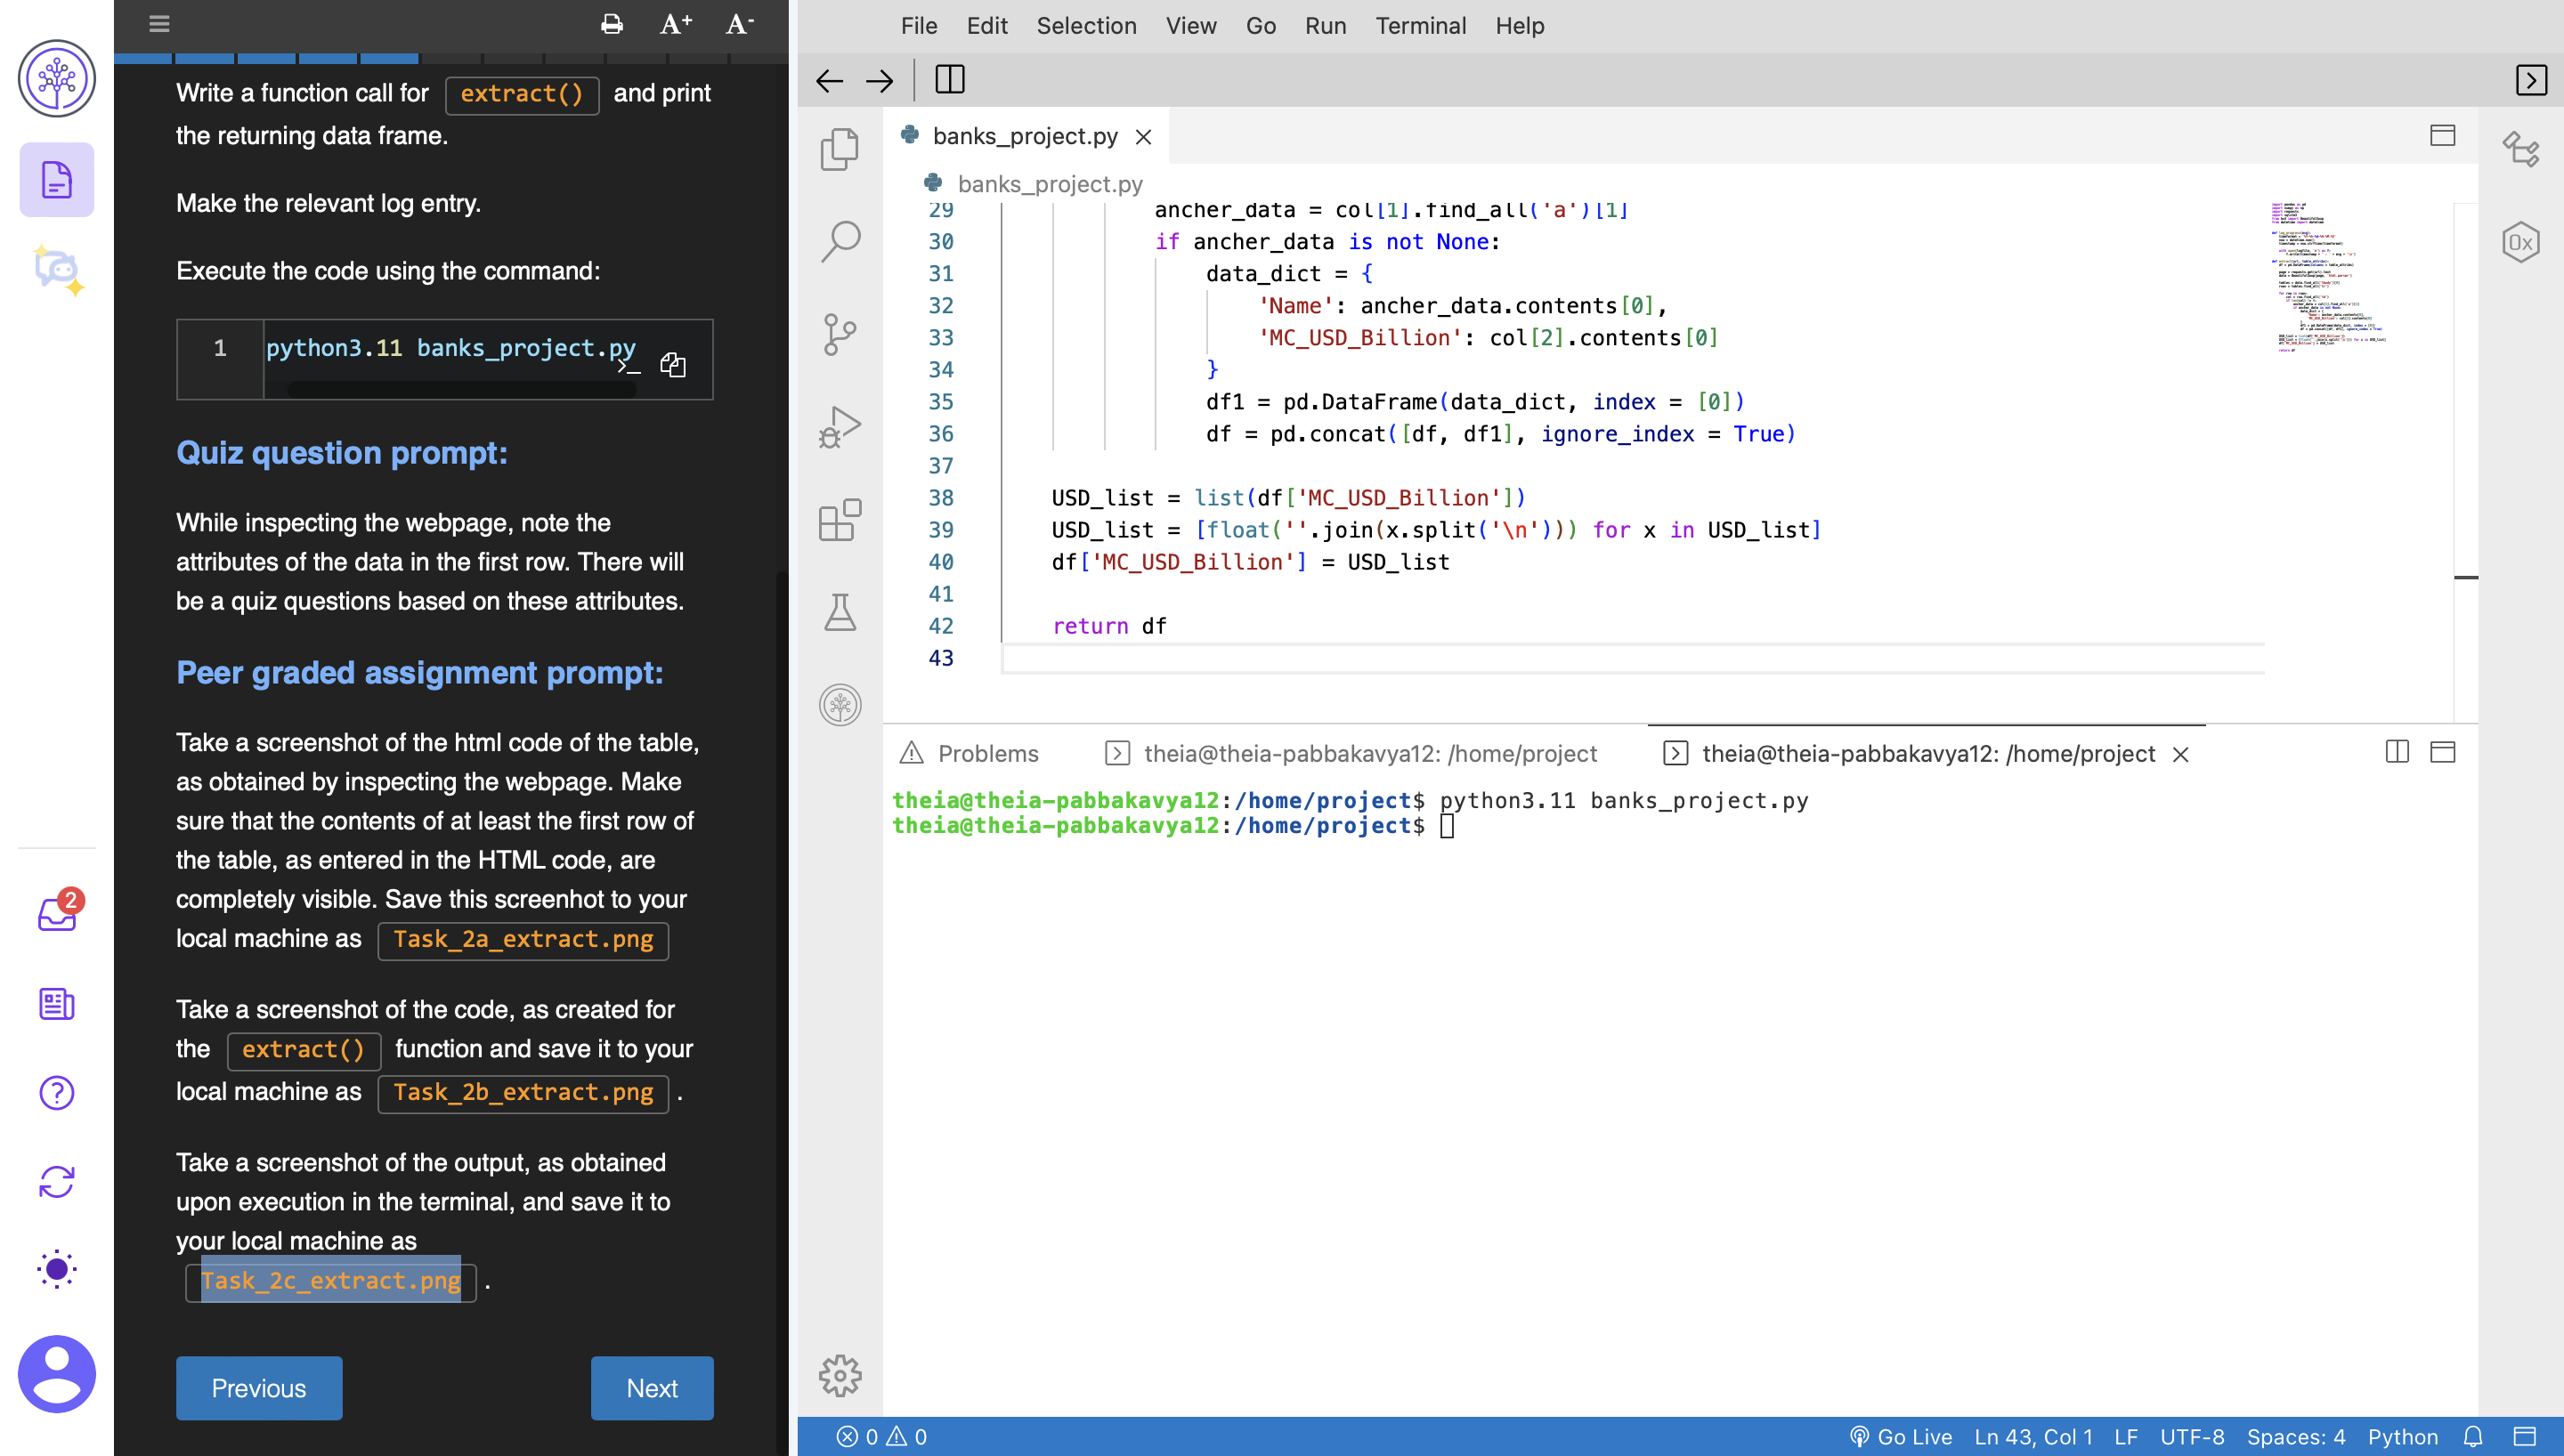 A+ A-
Write a function call for extract() and print
the returning data frame.
Make the relevant log entry.
Execute the code using the command:
1 python3.11 banks_project.py
Quiz question prompt:
While inspecting the webpage, note the
attributes of the data in the first row. There will
be a quiz questions based on these attributes.
Peer graded assignment prompt:
Take a screenshot of the html code of the table,
as obtained by inspecting the webpage. Make
sure that the contents of at least the first row of
the table, as entered in the HTML code, are
completely visible. Save this screenhot to your
local machine as Task_2a_extract.png
Take a screenshot of the code, as created for
the extract() function and save it to your
local machine as Task_2b_extract.png .
Take a screenshot of the output, as obtained
upon execution in the terminal, and save it to
your local machine as
Task_2c_extract.png .
Previous Next
2
File Edit Selection View Go Run Terminal Help
banks_project.py
banks_project.py
29 ancher_data = col[1].find_all('a')[1]
30 if ancher_data is not None:
31 data_dict = {
32 'Name': ancher_data.contents[0],
33 'MC_USD_Billion': col[2].contents[0]
34 }
35 df1 = pd.DataFrame(data_dict, index = [0])
36 df = pd.concat([df, df1], ignore_index = True)
37
38 USD_list = list(df['MC_USD_Billion'])
39 USD_list = [float(''.join(x.split('\n'))) for x in USD_list]
40 df['MC_USD_Billion'] = USD_list
41
42 return df
43
0x
Problems theia@theia-pabbakavya12: /home/project theia@theia-pabbakavya12: /home/project
theia@theia-pabbakavya12:/home/project$ python3.11 banks_project.py
theia@theia-pabbakavya12:/home/project$
0 0 Go Live Ln 43, Col 1 LF UTF-8 Spaces: 4 Python